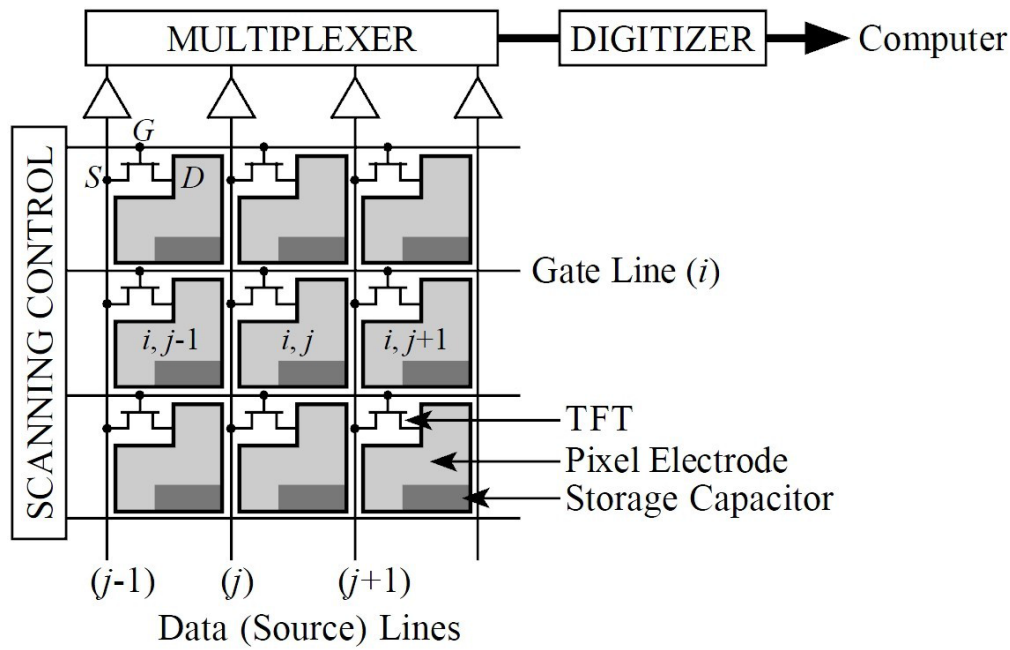 MULTIPLEXER
DIGITIZER
Computer
SCANNING CONTROL
G
S
D
Gate Line (i)
i, j-1
i, j
i, j+1
TFT
Pixel Electrode
Storage Capacitor
(j-1)
(j)
(j+1)
Data (Source) Lines